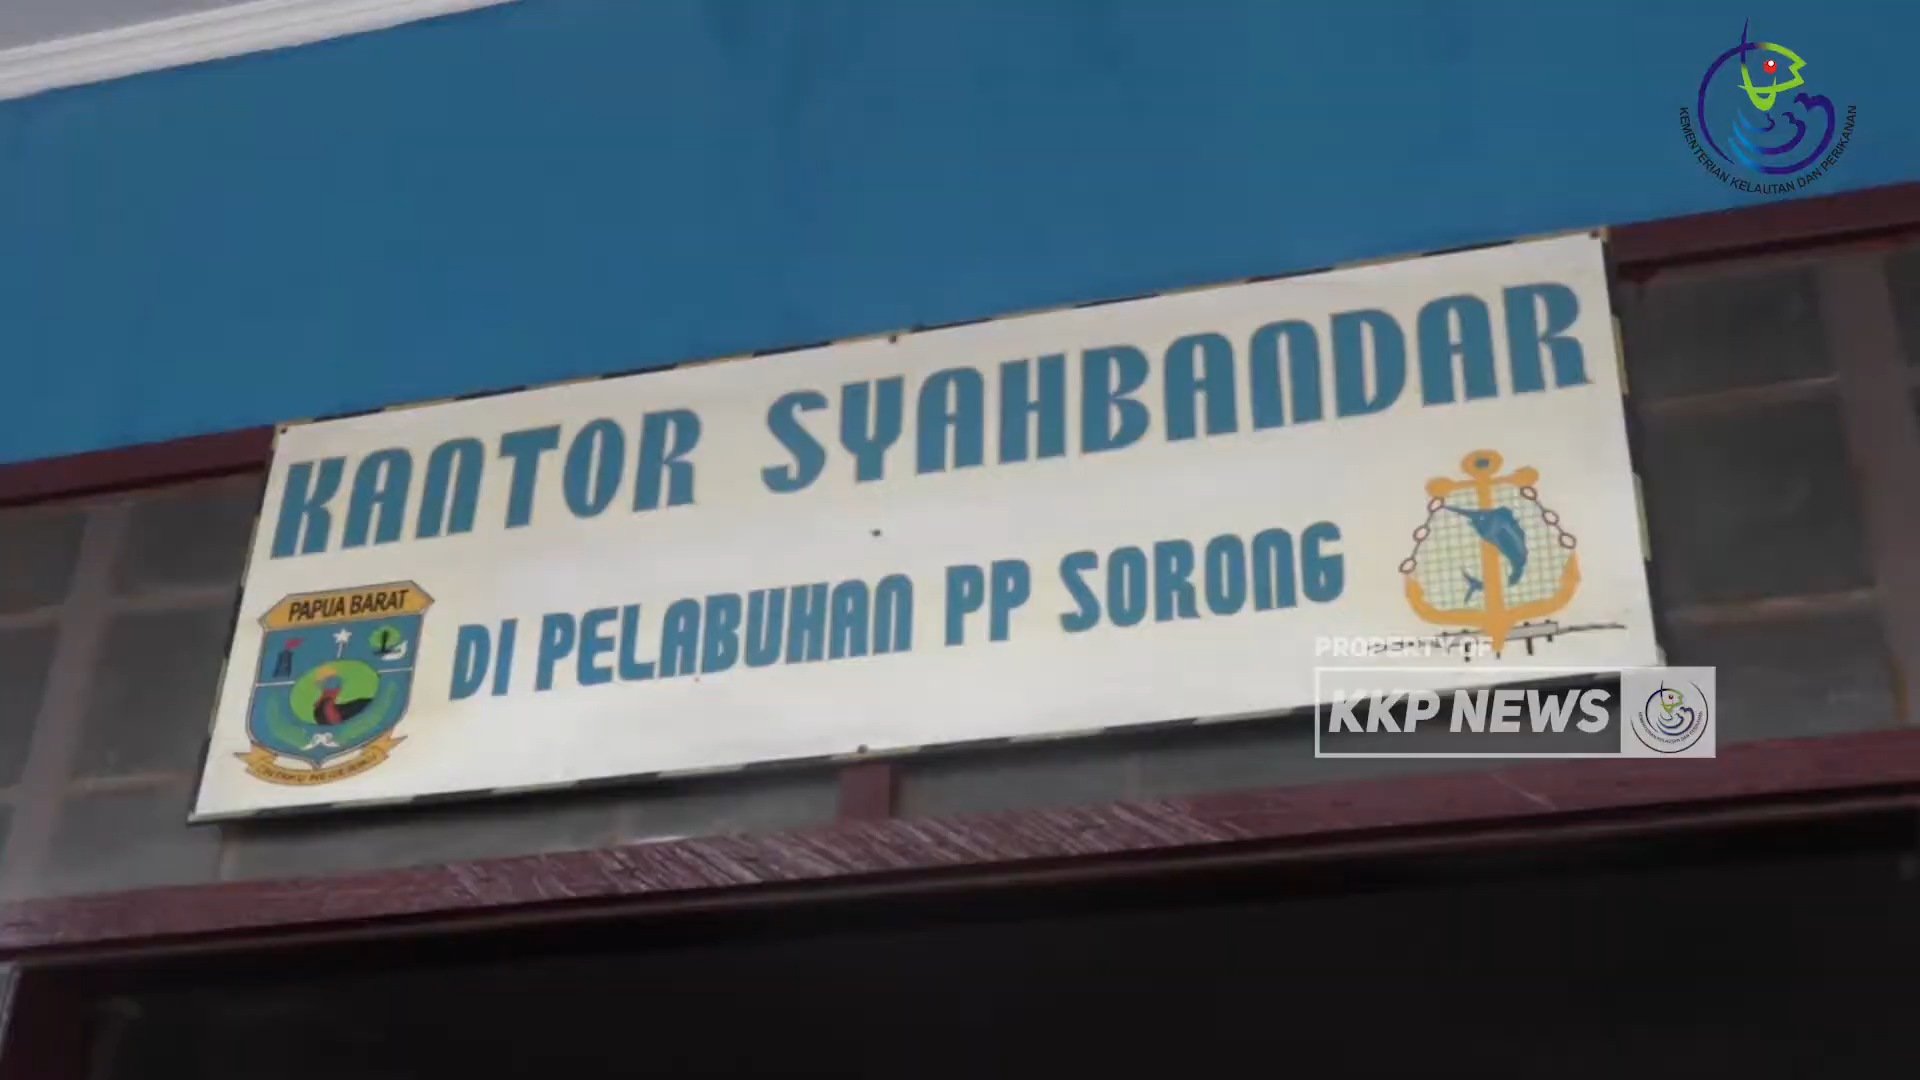 KEMENTERIAN KELAUTAN DAN PERIKANAN
KANTOR SYAHBANDAR
DI PELABUHAN PP SORONG
PAPUA BARAT
PROPERTY OF
KKP NEWS